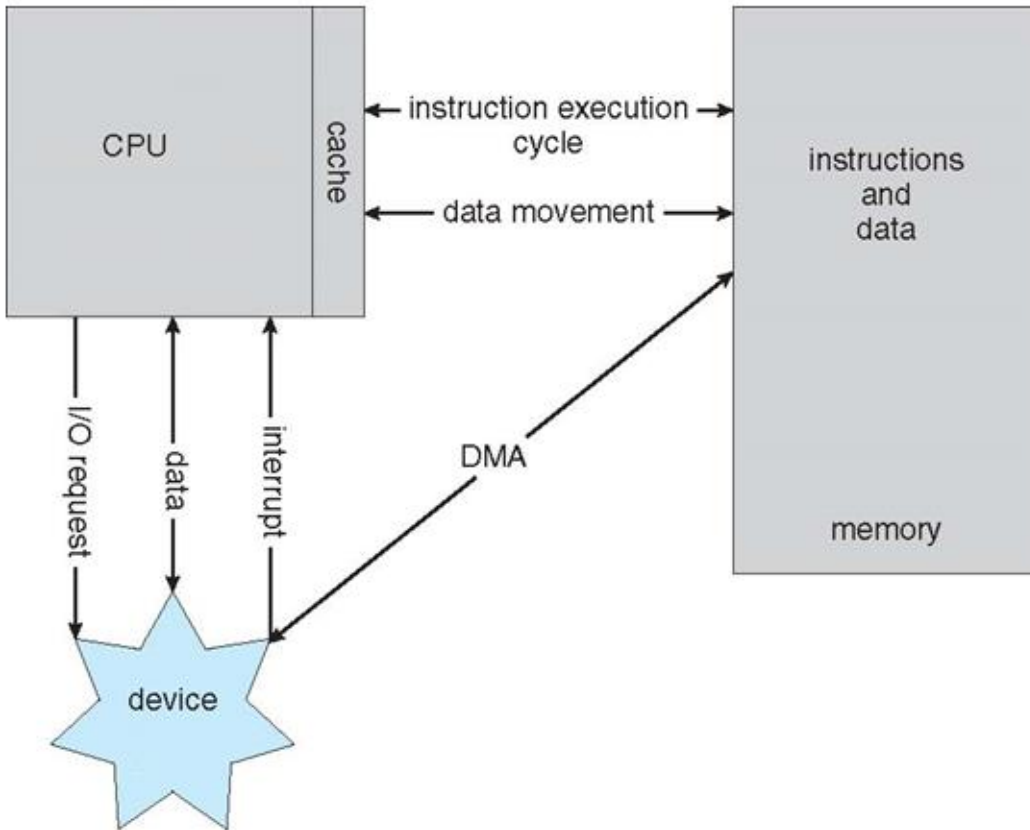 CPU
cache
instruction execution
cycle
data movement
instructions
and
data
memory
I/O request
data
interrupt
DMA
device